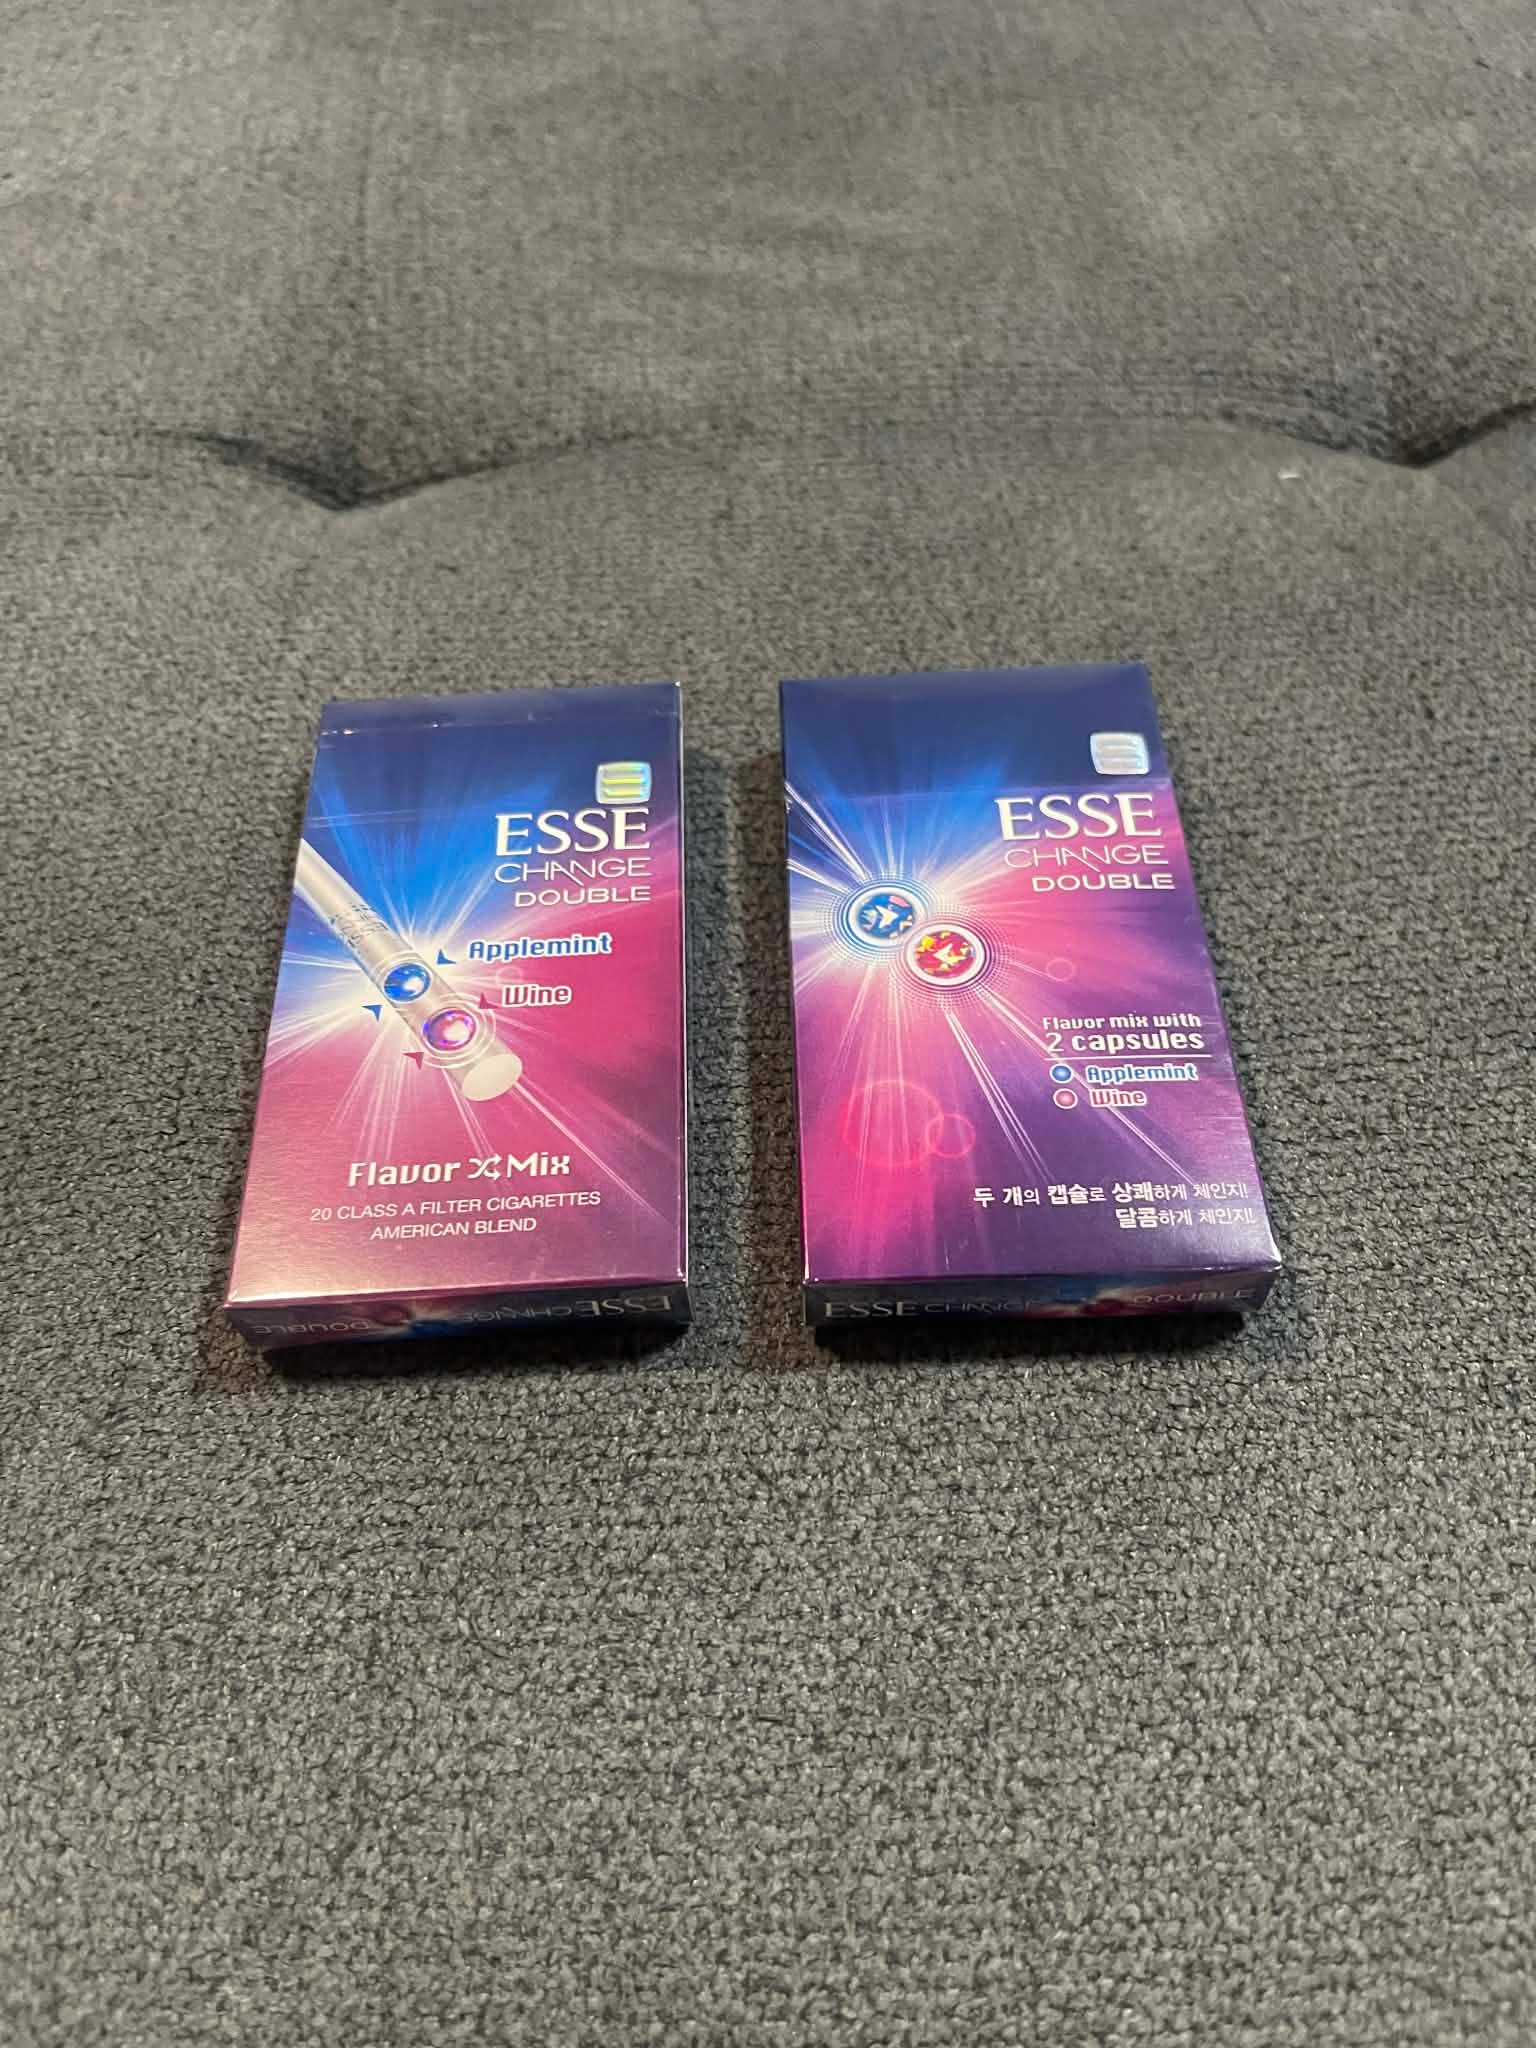 ESSE
CHANGE
DOUBLE
Applemint
Wine
Flavor Mix
20 CLASS A FILTER CIGARETTES
AMERICAN BLEND
ESSE CHANGE DOUBLE
ESSE
CHANGE
DOUBLE
Flavor mix with
2 capsules
Applemint
Wine
두 개의 캡슐로 상쾌하게 체인지!
달콤하게 체인지!
ESSE CHANGE DOUBLE